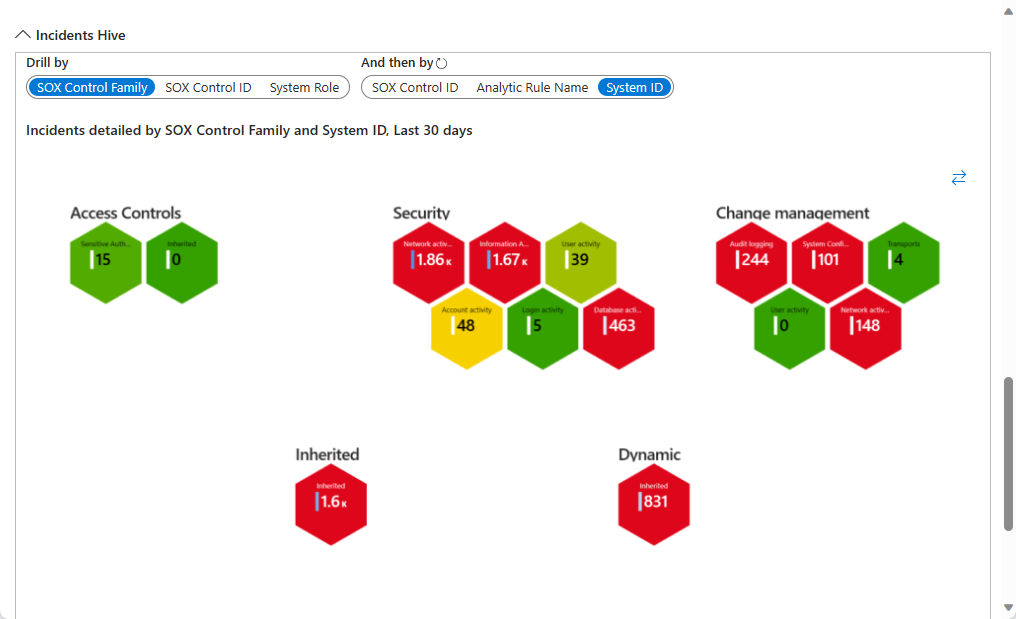 Incidents Hive
Drill by
SOX Control Family SOX Control ID System Role
And then by
SOX Control ID Analytic Rule Name System ID
Incidents detailed by SOX Control Family and System ID, Last 30 days
Access Controls
Sensitive Auth...
15
Inherited
0
Security
Network activ...
1.86K
Information A...
1.67K
User activity
39
Account activity
48
Login activity
5
Database acti...
463
Change management
Audit logging
244
System Confi...
101
Transports
4
User activity
0
Network activ...
148
Inherited
Inherited
1.6K
Dynamic
Inherited
831